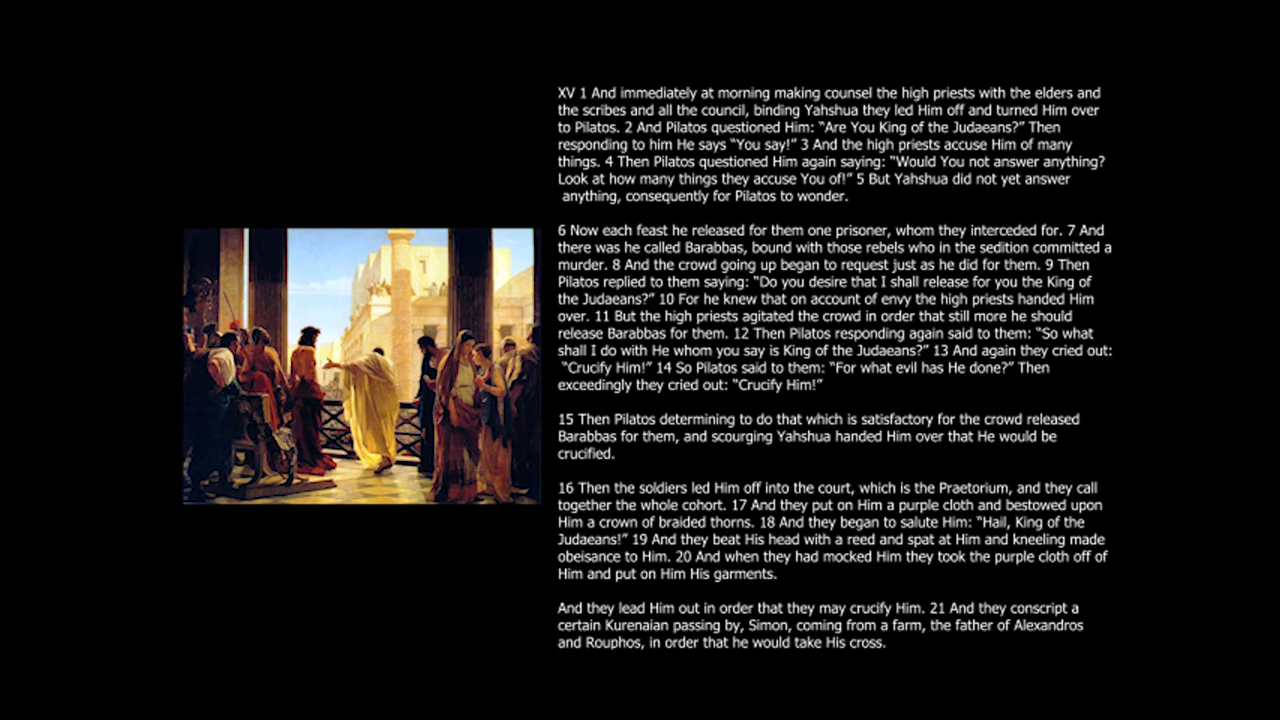 XV 1 And immediately at morning making counsel the high priests with the elders and
the scribes and all the council, binding Yahshua they led Him off and turned Him over
to Pilatos. 2 And Pilatos questioned Him: “Are You King of the Judaeans?” Then
responding to him He says “You say!” 3 And the high priests accuse Him of many
things. 4 Then Pilatos questioned Him again saying: “Would You not answer anything?
Look at how many things they accuse You of!” 5 But Yahshua did not yet answer
anything, consequently for Pilatos to wonder.
6 Now each feast he released for them one prisoner, whom they interceded for. 7 And
there was he called Barabbas, bound with those rebels who in the sedition committed a
murder. 8 And the crowd going up began to request just as he did for them. 9 Then
Pilatos replied to them saying: “Do you desire that I shall release for you the King of
the Judaeans?” 10 For he knew that on account of envy the high priests handed Him
over. 11 But the high priests agitated the crowd in order that still more he should
release Barabbas for them. 12 Then Pilatos responding again said to them: “So what
shall I do with He whom you say is King of the Judaeans?” 13 And again they cried out:
“Crucify Him!” 14 So Pilatos said to them: “For what evil has He done?” Then
exceedingly they cried out: “Crucify Him!”
15 Then Pilatos determining to do that which is satisfactory for the crowd released
Barabbas for them, and scourging Yahshua handed Him over that He would be
crucified.
16 Then the soldiers led Him off into the court, which is the Praetorium, and they call
together the whole cohort. 17 And they put on Him a purple cloth and bestowed upon
Him a crown of braided thorns. 18 And they began to salute Him: “Hail, King of the
Judaeans!” 19 And they beat His head with a reed and spat at Him and kneeling made
obeisance to Him. 20 And when they had mocked Him they took the purple cloth off of
Him and put on Him His garments.
And they lead Him out in order that they may crucify Him. 21 And they conscript a
certain Kurenaian passing by, Simon, coming from a farm, the father of Alexandros
and Rouphos, in order that he would take His cross.